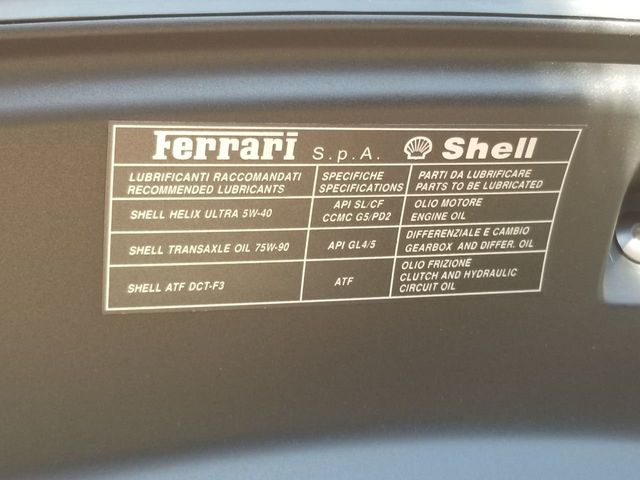 Ferrari S.p.A. Shell
LUBRIFICANTI RACCOMANDATI
RECOMMENDED LUBRICANTS
SPECIFICHE
SPECIFICATIONS
PARTI DA LUBRIFICARE
PARTS TO BE LUBRICATED
SHELL HELIX ULTRA 5W-40
API SL/CF
CCMC G5/PD2
OLIO MOTORE
ENGINE OIL
SHELL TRANSAXLE OIL 75W-90
API GL4/5
DIFFERENZIALE E CAMBIO
GEARBOX AND DIFFER. OIL
SHELL ATF DCT-F3
ATF
OLIO FRIZIONE
CLUTCH AND HYDRAULIC
CIRCUIT OIL